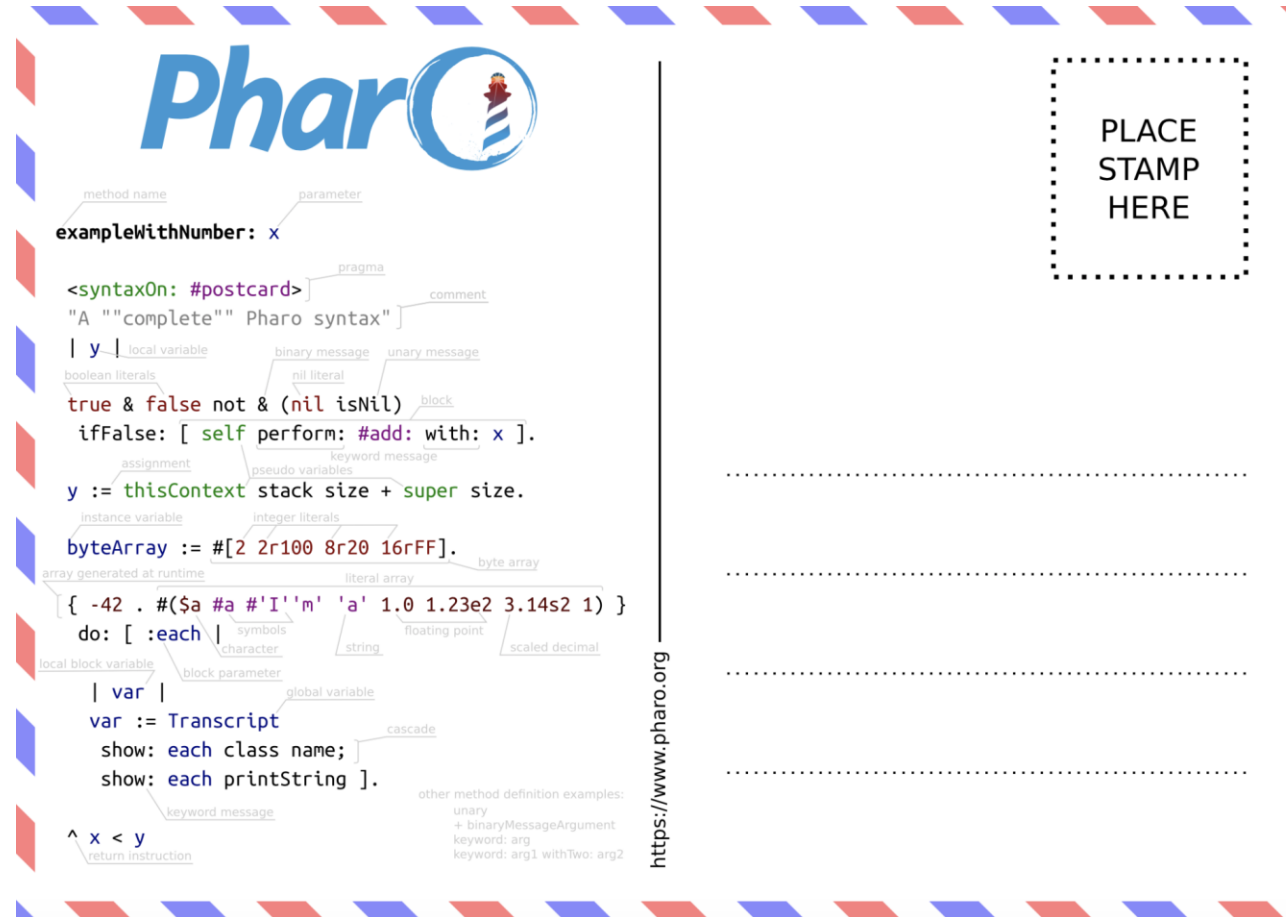 Pharo
method name parameter
exampleWithNumber: x
pragma
<syntaxOn: #postcard>
comment
"A ""complete"" Pharo syntax"
| y | local variable
binary message unary message
boolean literals nil literal
true & false not & (nil isNil)
block
ifFalse: [ self perform: #add: with: x ].
keyword message
assignment pseudo variables
y := thisContext stack size + super size.
instance variable integer literals
byteArray := #[2 2r100 8r20 16rFF].
byte array
array generated at runtime literal array
{ -42 . #($a #a #'I''m' 'a' 1.0 1.23e2 3.14s2 1) }
symbols floating point
do: [ :each |
character string scaled decimal
local block variable block parameter
| var |
global variable
var := Transcript
cascade
show: each class name;
show: each printString ].
keyword message
^ x < y
return instruction
other method definition examples:
unary
+ binaryMessageArgument
keyword: arg
keyword: arg1 withTwo: arg2
https://www.pharo.org
PLACE
STAMP
HERE